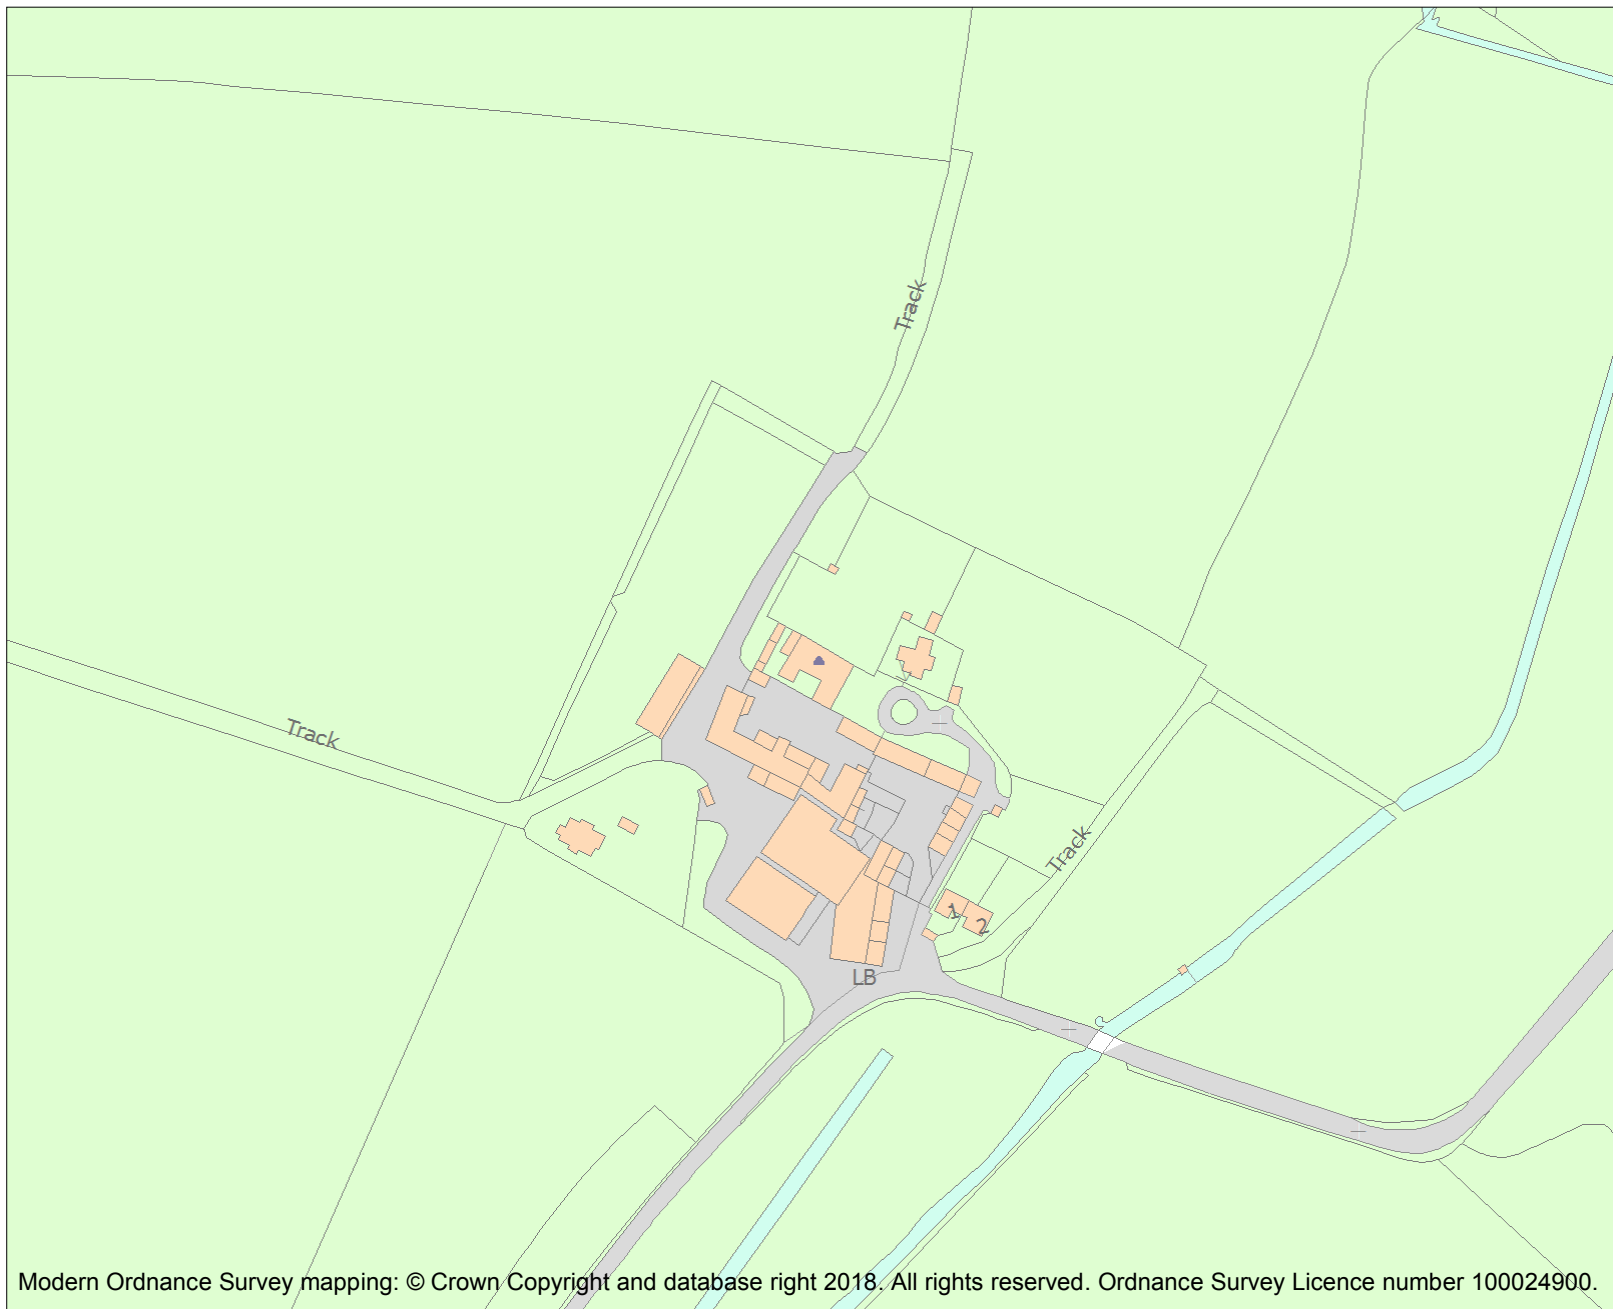 Track
Track
Track
1
2
LB
Modern Ordnance Survey mapping: © Crown Copyright and database right 2018. All rights reserved. Ordnance Survey Licence number 100024900.